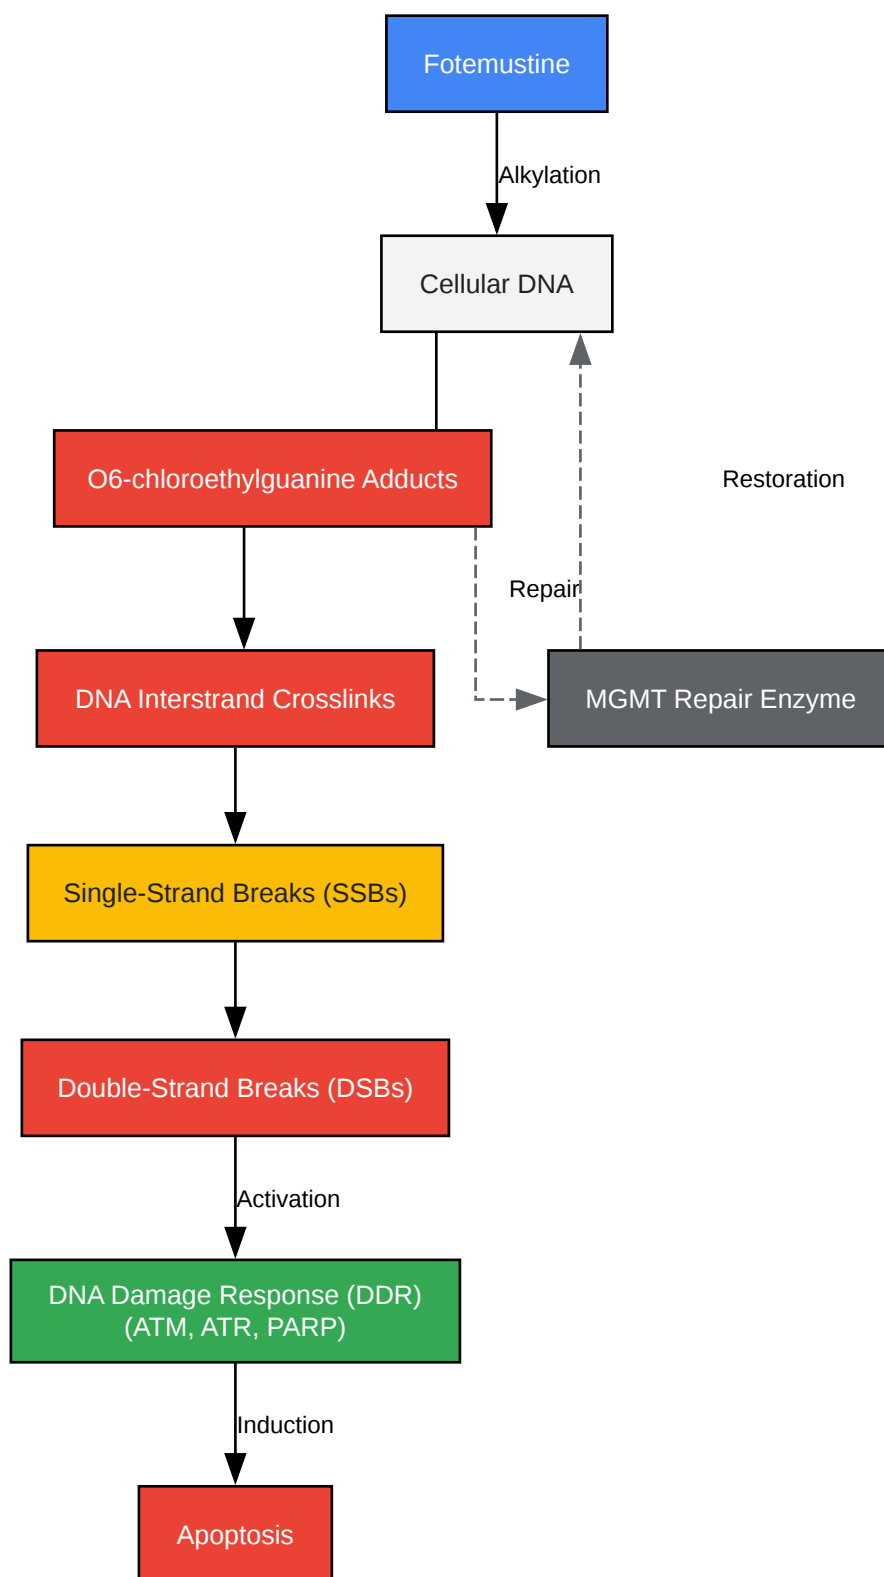 Fotemustine
Alkylation
Cellular DNA
O6-chloroethylguanine Adducts
Restoration
Repair
DNA Interstrand Crosslinks
MGMT Repair Enzyme
Single-Strand Breaks (SSBs)
Double-Strand Breaks (DSBs)
Activation
DNA Damage Response (DDR)
(ATM, ATR, PARP)
Induction
Apoptosis